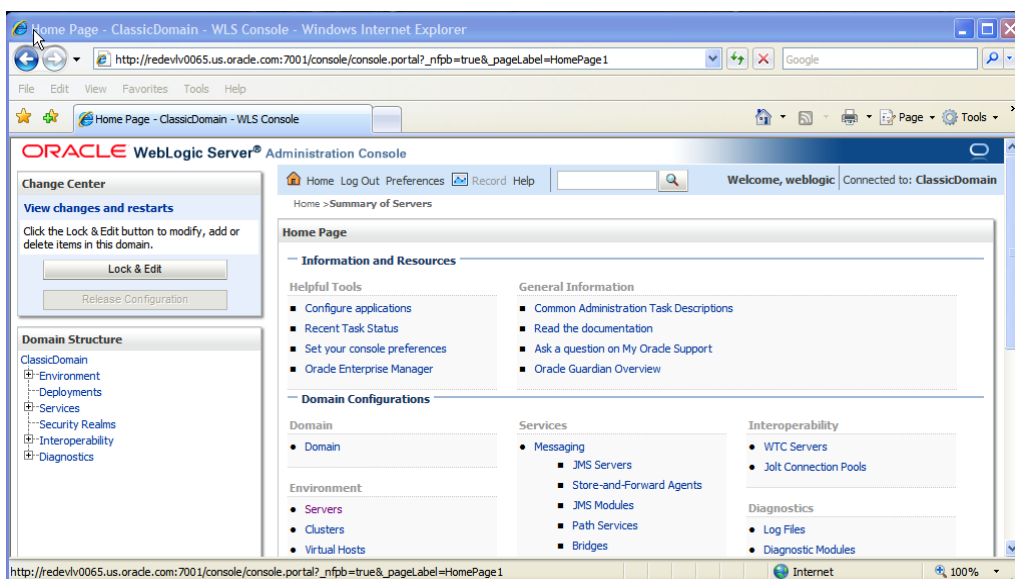 Home Page - ClassicDomain - WLS Console - Windows Internet Explorer
http://redevlv0065.us.oracle.com:7001/console/console.portal?_nfpb=true&_pageLabel=HomePage1
Google
File Edit View Favorites Tools Help
Home Page - ClassicDomain - WLS Console
Page
Tools
ORACLE WebLogic Server® Administration Console
Change Center
View changes and restarts
Click the Lock & Edit button to modify, add or
delete items in this domain.
Lock & Edit
Release Configuration
Domain Structure
ClassicDomain
Environment
Deployments
Services
Security Realms
Interoperability
Diagnostics
Home Log Out Preferences Record Help
Welcome, weblogic
Connected to: ClassicDomain
Home >Summary of Servers
Home Page
Information and Resources
Helpful Tools
Configure applications
Recent Task Status
Set your console preferences
Oracle Enterprise Manager
General Information
Common Administration Task Descriptions
Read the documentation
Ask a question on My Oracle Support
Oracle Guardian Overview
Domain Configurations
Domain
Domain
Environment
Servers
Clusters
Virtual Hosts
Services
Messaging
JMS Servers
Store-and-Forward Agents
JMS Modules
Path Services
Bridges
Interoperability
WTC Servers
Jolt Connection Pools
Diagnostics
Log Files
Diagnostic Modules
http://redevlv0065.us.oracle.com:7001/console/console.portal?_nfpb=true&_pageLabel=HomePage1
Internet
100%